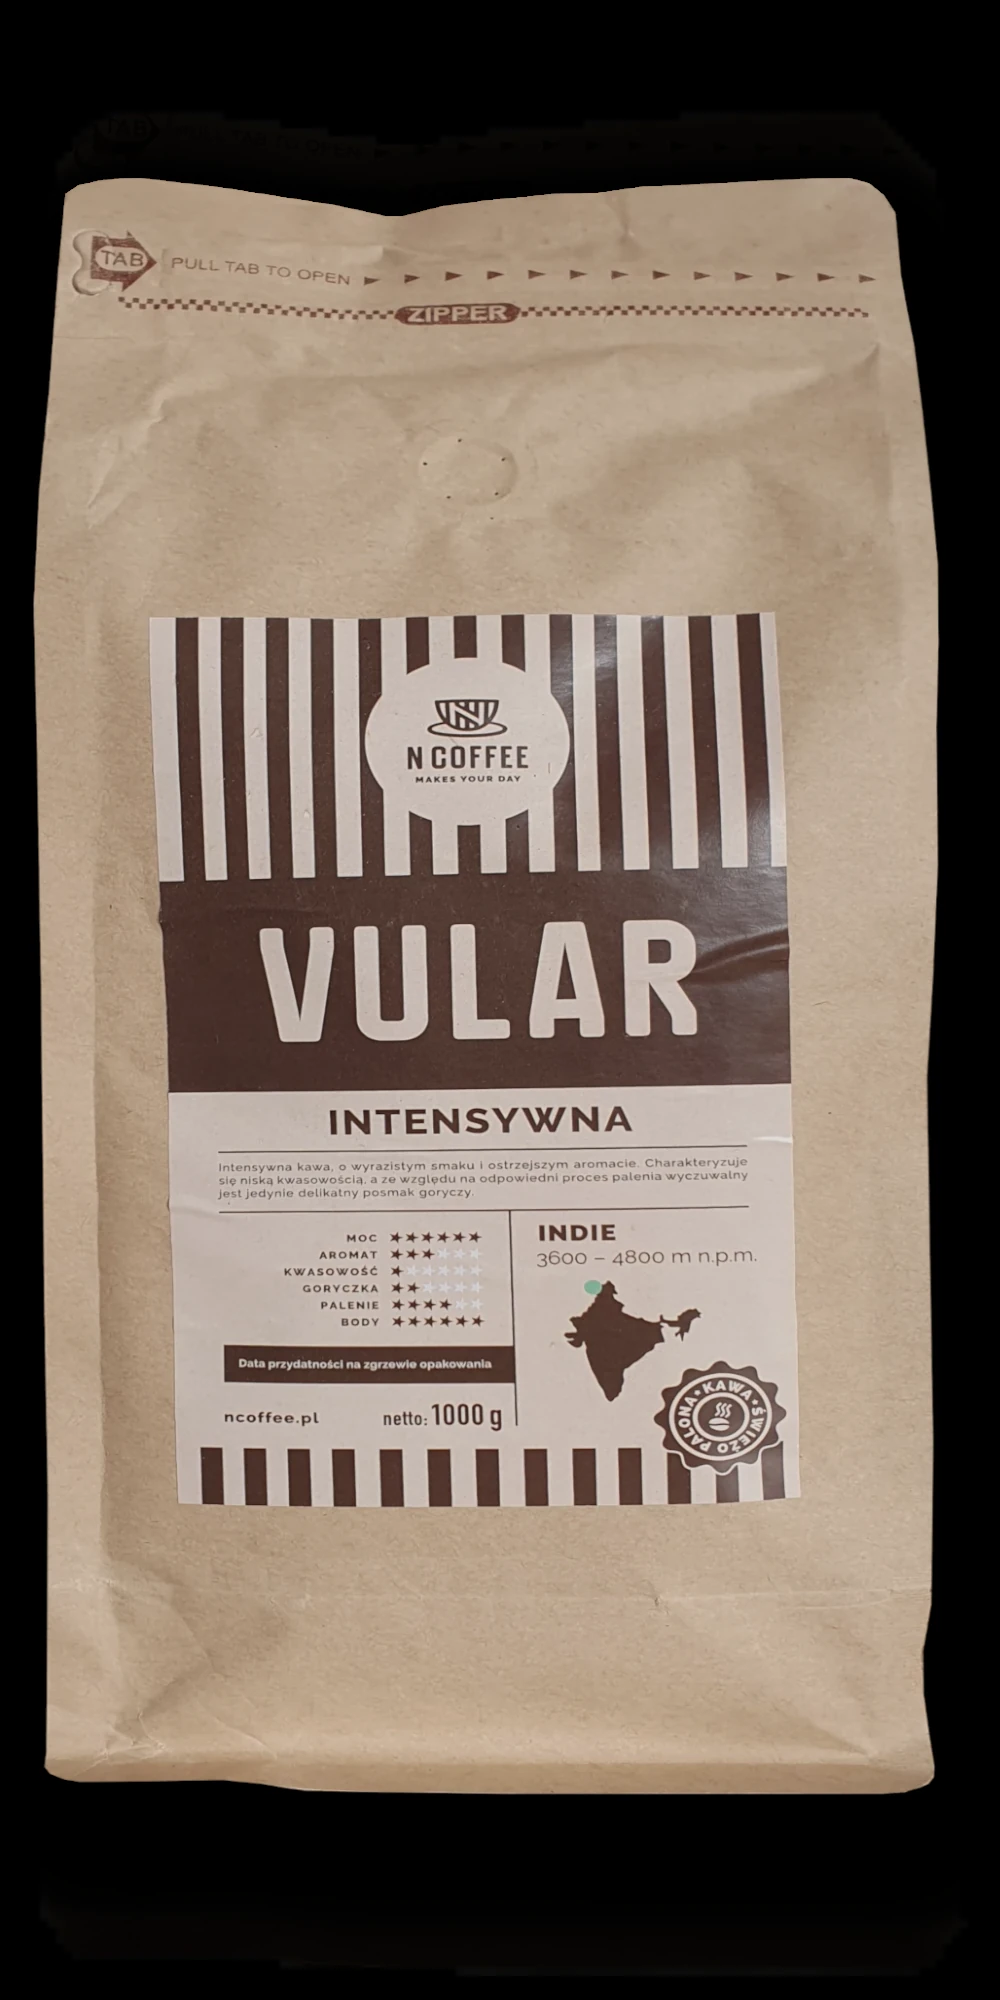 TAB
PULL TAB TO OPEN
ZIPPER
N COFFEE
MAKES YOUR DAY
VULAR
INTENSYWNA
Intensywna kawa, o wyrazistym smaku i ostrzejszym aromacie. Charakteryzuje
się niską kwasowością, a ze względu na odpowiedni proces palenia wyczuwalny
jest jedynie delikatny posmak goryczy.
MOC
AROMAT
KWASOWOŚĆ
GORYCZKA
PALENIE
BODY
Data przydatności na zgrzewie opakowania
ncoffee.pl
netto: 1000 g
INDIE
3600 – 4800 m n.p.m.
KAWA ŚWIEŻO PALONA